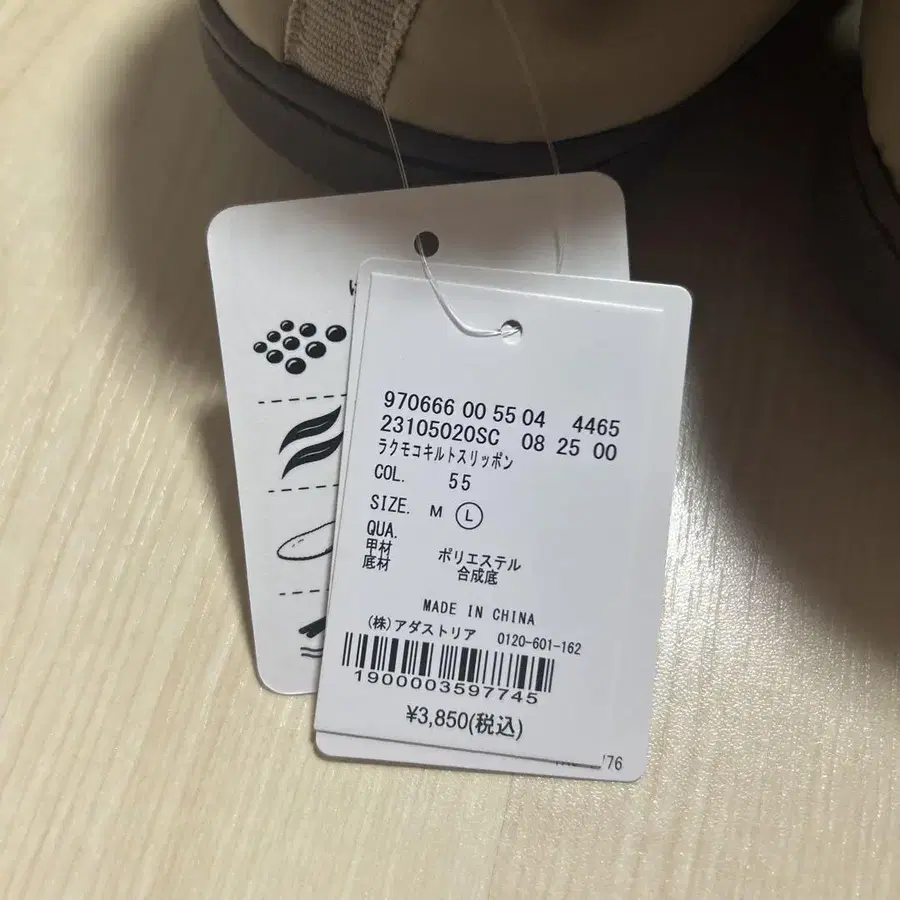 970666 00 55 04 4465
23105020SC 08 25 00
ラクモコキルトスリッポン
COL. 55
SIZE. M Ⓛ
QUA.
甲材 ポリエステル
底材 合成底
MADE IN CHINA
(株)アダストリア 0120-601-162
1900003597745
¥3,850(税込)